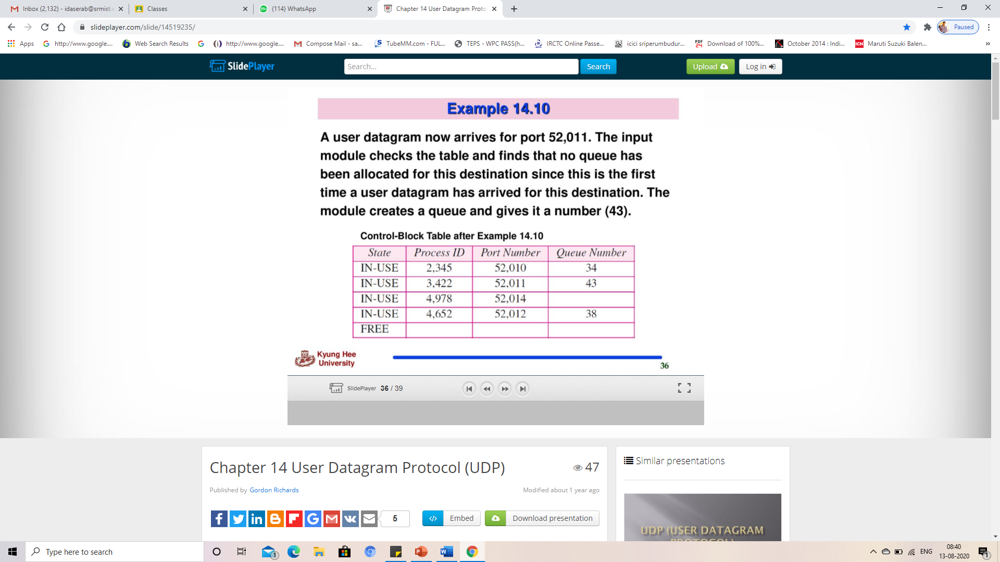 Inbox (2,132) - idaserab@srmist.e
Classes
(114) WhatsApp
Chapter 14 User Datagram Proto
slideplayer.com/slide/14519235/
Paused
Apps
http://www.google....
Web Search Results
http://www.google....
Compose Mail - sa...
TubeMM.com - FUL...
TEPS - WPC PASS(h...
IRCTC Online Passe...
icici sriperumbudur...
Download of 100%...
October 2014 : Indi...
Maruti Suzuki Balen...
SlidePlayer
Search...
Search
Upload
Log in
Example 14.10
A user datagram now arrives for port 52,011. The input
module checks the table and finds that no queue has
been allocated for this destination since this is the first
time a user datagram has arrived for this destination. The
module creates a queue and gives it a number (43).
Control-Block Table after Example 14.10
State Process ID Port Number Queue Number
IN-USE 2,345 52,010 34
IN-USE 3,422 52,011 43
IN-USE 4,978 52,014
IN-USE 4,652 52,012 38
FREE
Kyung Hee
University
36
SlidePlayer 36 / 39
Chapter 14 User Datagram Protocol (UDP)
47
Published by Gordon Richards
Modified about 1 year ago
5
Embed
Download presentation
Similar presentations
UDP (USER DATAGRAM
PROTOCOL)
Type here to search
ENG
08:40
13-08-2020